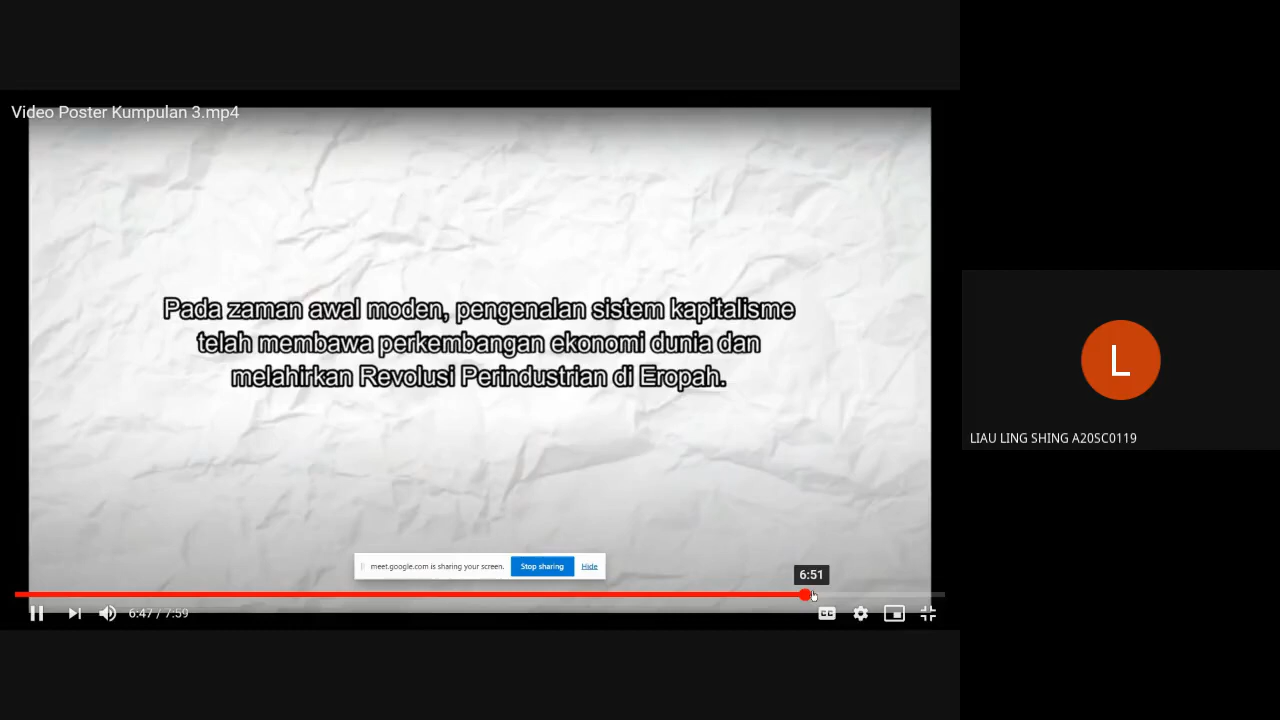 Video Poster Kumpulan 3.mp4
Pada zaman awal moden, pengenalan sistem kapitalisme
telah membawa perkembangan ekonomi dunia dan
melahirkan Revolusi Perindustrian di Eropah.
meet.google.com is sharing your screen. Stop sharing Hide
6:51
6:47 / 7:59
CC
L
LIAU LING SHING A20SC0119